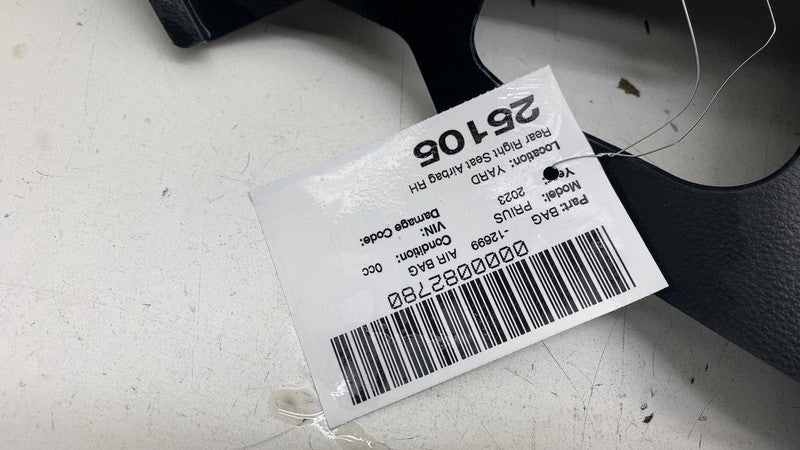 0000082780
-12699 AIR BAG
Part: BAG Condition: 0cc
Model: PRIUS VIN:
Year: 2023 Damage Code:
Location: YARD
Rear Right Seat Airbag RH
25105